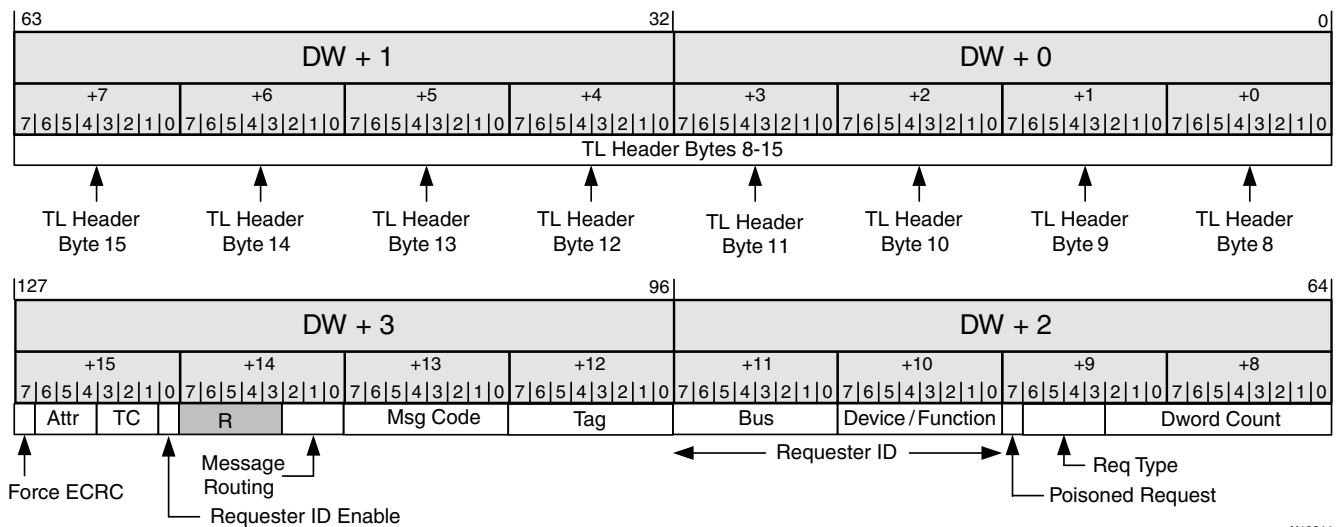 63 32 0
DW + 1 DW + 0
+7 +6 +5 +4 +3 +2 +1 +0
7 6 5 4 3 2 1 0 7 6 5 4 3 2 1 0 7 6 5 4 3 2 1 0 7 6 5 4 3 2 1 0 7 6 5 4 3 2 1 0 7 6 5 4 3 2 1 0 7 6 5 4 3 2 1 0 7 6 5 4 3 2 1 0
TL Header Bytes 8-15
TL Header TL Header TL Header TL Header TL Header TL Header TL Header TL Header
Byte 15 Byte 14 Byte 13 Byte 12 Byte 11 Byte 10 Byte 9 Byte 8
127 96 64
DW + 3 DW + 2
+15 +14 +13 +12 +11 +10 +9 +8
7 6 5 4 3 2 1 0 7 6 5 4 3 2 1 0 7 6 5 4 3 2 1 0 7 6 5 4 3 2 1 0 7 6 5 4 3 2 1 0 7 6 5 4 3 2 1 0 7 6 5 4 3 2 1 0 7 6 5 4 3 2 1 0
Attr TC R Msg Code Tag Bus Device/Function Dword Count
Message Requester ID Req Type
Routing
Force ECRC Poisoned Request
Requester ID Enable